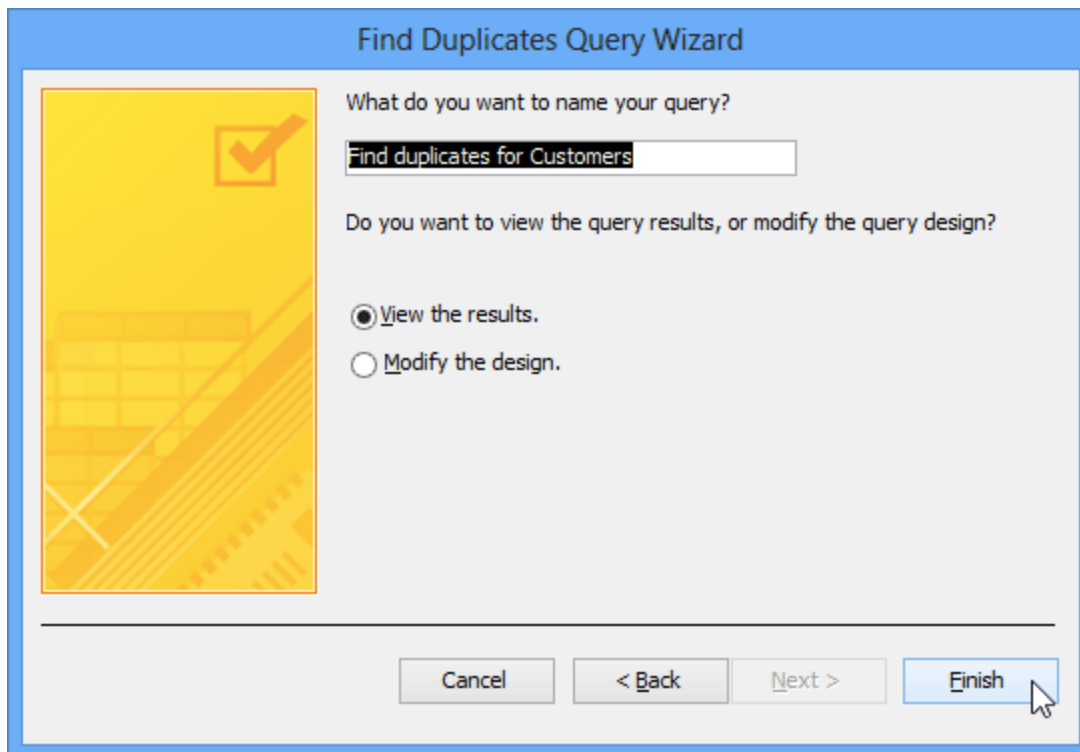 Find Duplicates Query Wizard
What do you want to name your query?
Find duplicates for Customers
Do you want to view the query results, or modify the query design?
View the results.
Modify the design.
Cancel
< Back
Next >
Finish